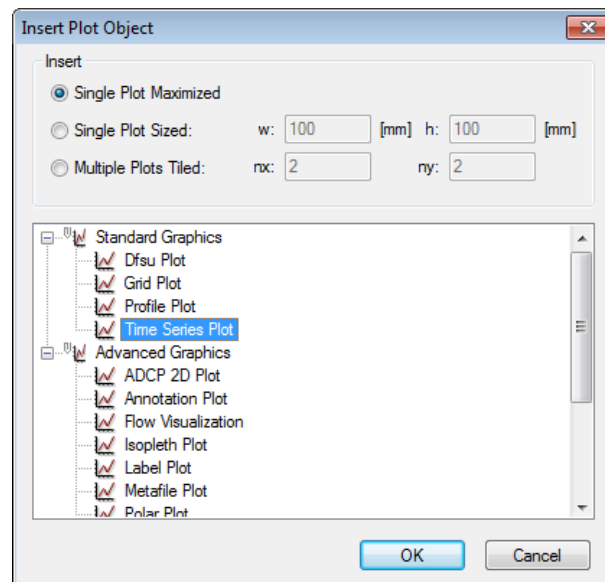 Insert Plot Object
Insert
Single Plot Maximized
Single Plot Sized: w: 100 [mm] h: 100 [mm]
Multiple Plots Tiled: nx: 2 ny: 2
Standard Graphics
Dfsu Plot
Grid Plot
Profile Plot
Time Series Plot
Advanced Graphics
ADCP 2D Plot
Annotation Plot
Flow Visualization
Isopleth Plot
Label Plot
Metafile Plot
Polar Plot
OK Cancel